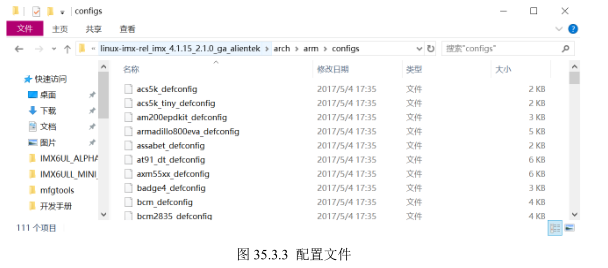 configs
文件 主页 共享 查看
« linux-imx-rel_imx_4.1.15_2.1.0_ga_alientek > arch > arm > configs 搜索"configs"
名称 修改日期 类型 大小
快速访问
桌面
下载
文档
图片
IMX6UL_ALPHA
IMX6ULL_MINI_
mfgtools
开发手册
acs5k_defconfig 2017/5/4 17:35 文件 2 KB
acs5k_tiny_defconfig 2017/5/4 17:35 文件 2 KB
am200epdkit_defconfig 2017/5/4 17:35 文件 3 KB
armadillo800eva_defconfig 2017/5/4 17:35 文件 5 KB
assabet_defconfig 2017/5/4 17:35 文件 2 KB
at91_dt_defconfig 2017/5/4 17:35 文件 6 KB
axm55xx_defconfig 2017/5/4 17:35 文件 6 KB
badge4_defconfig 2017/5/4 17:35 文件 3 KB
bcm_defconfig 2017/5/4 17:35 文件 4 KB
bcm2835_defconfig 2017/5/4 17:35 文件 4 KB
111 个项目
图 35.3.3 配置文件